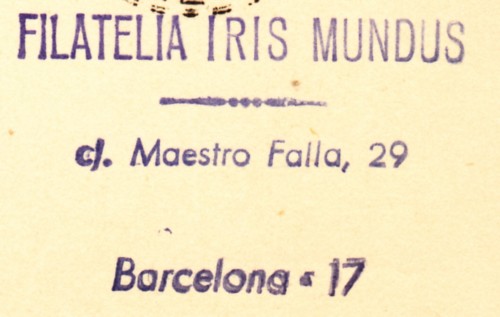 FILATELIA IRIS MUNDUS
c/. Maestro Falla, 29
Barcelona - 17